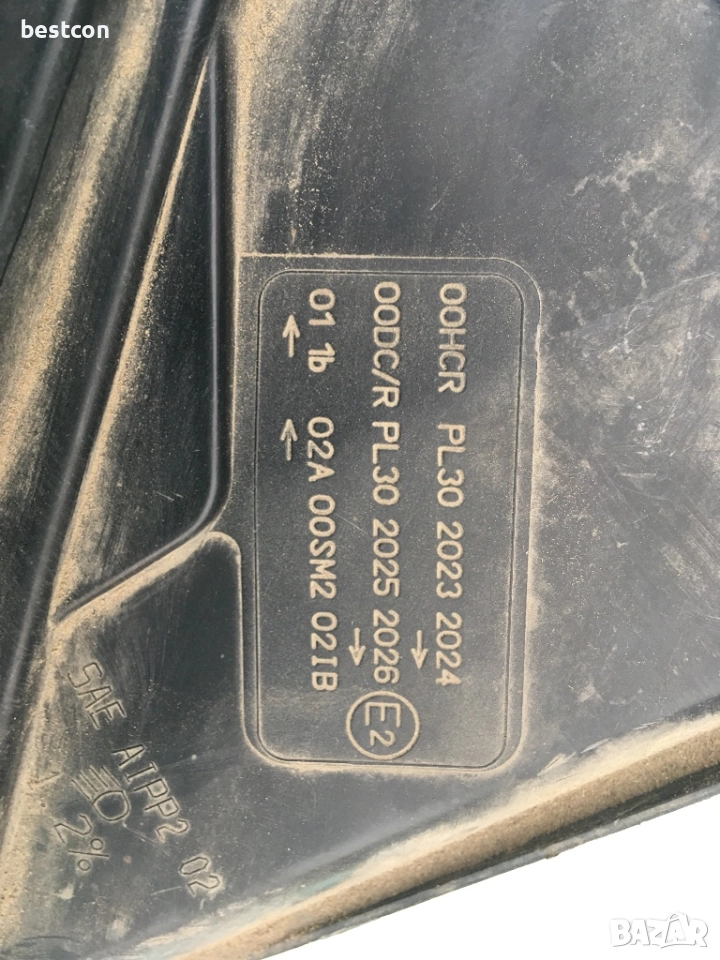 bestcon
00HCR PL30 2023 2024
00DC/R PL30 2025 2026 E2
01 1b 02A 00SM2 02IB
SAE AIPP2 02
2%
BAZAR